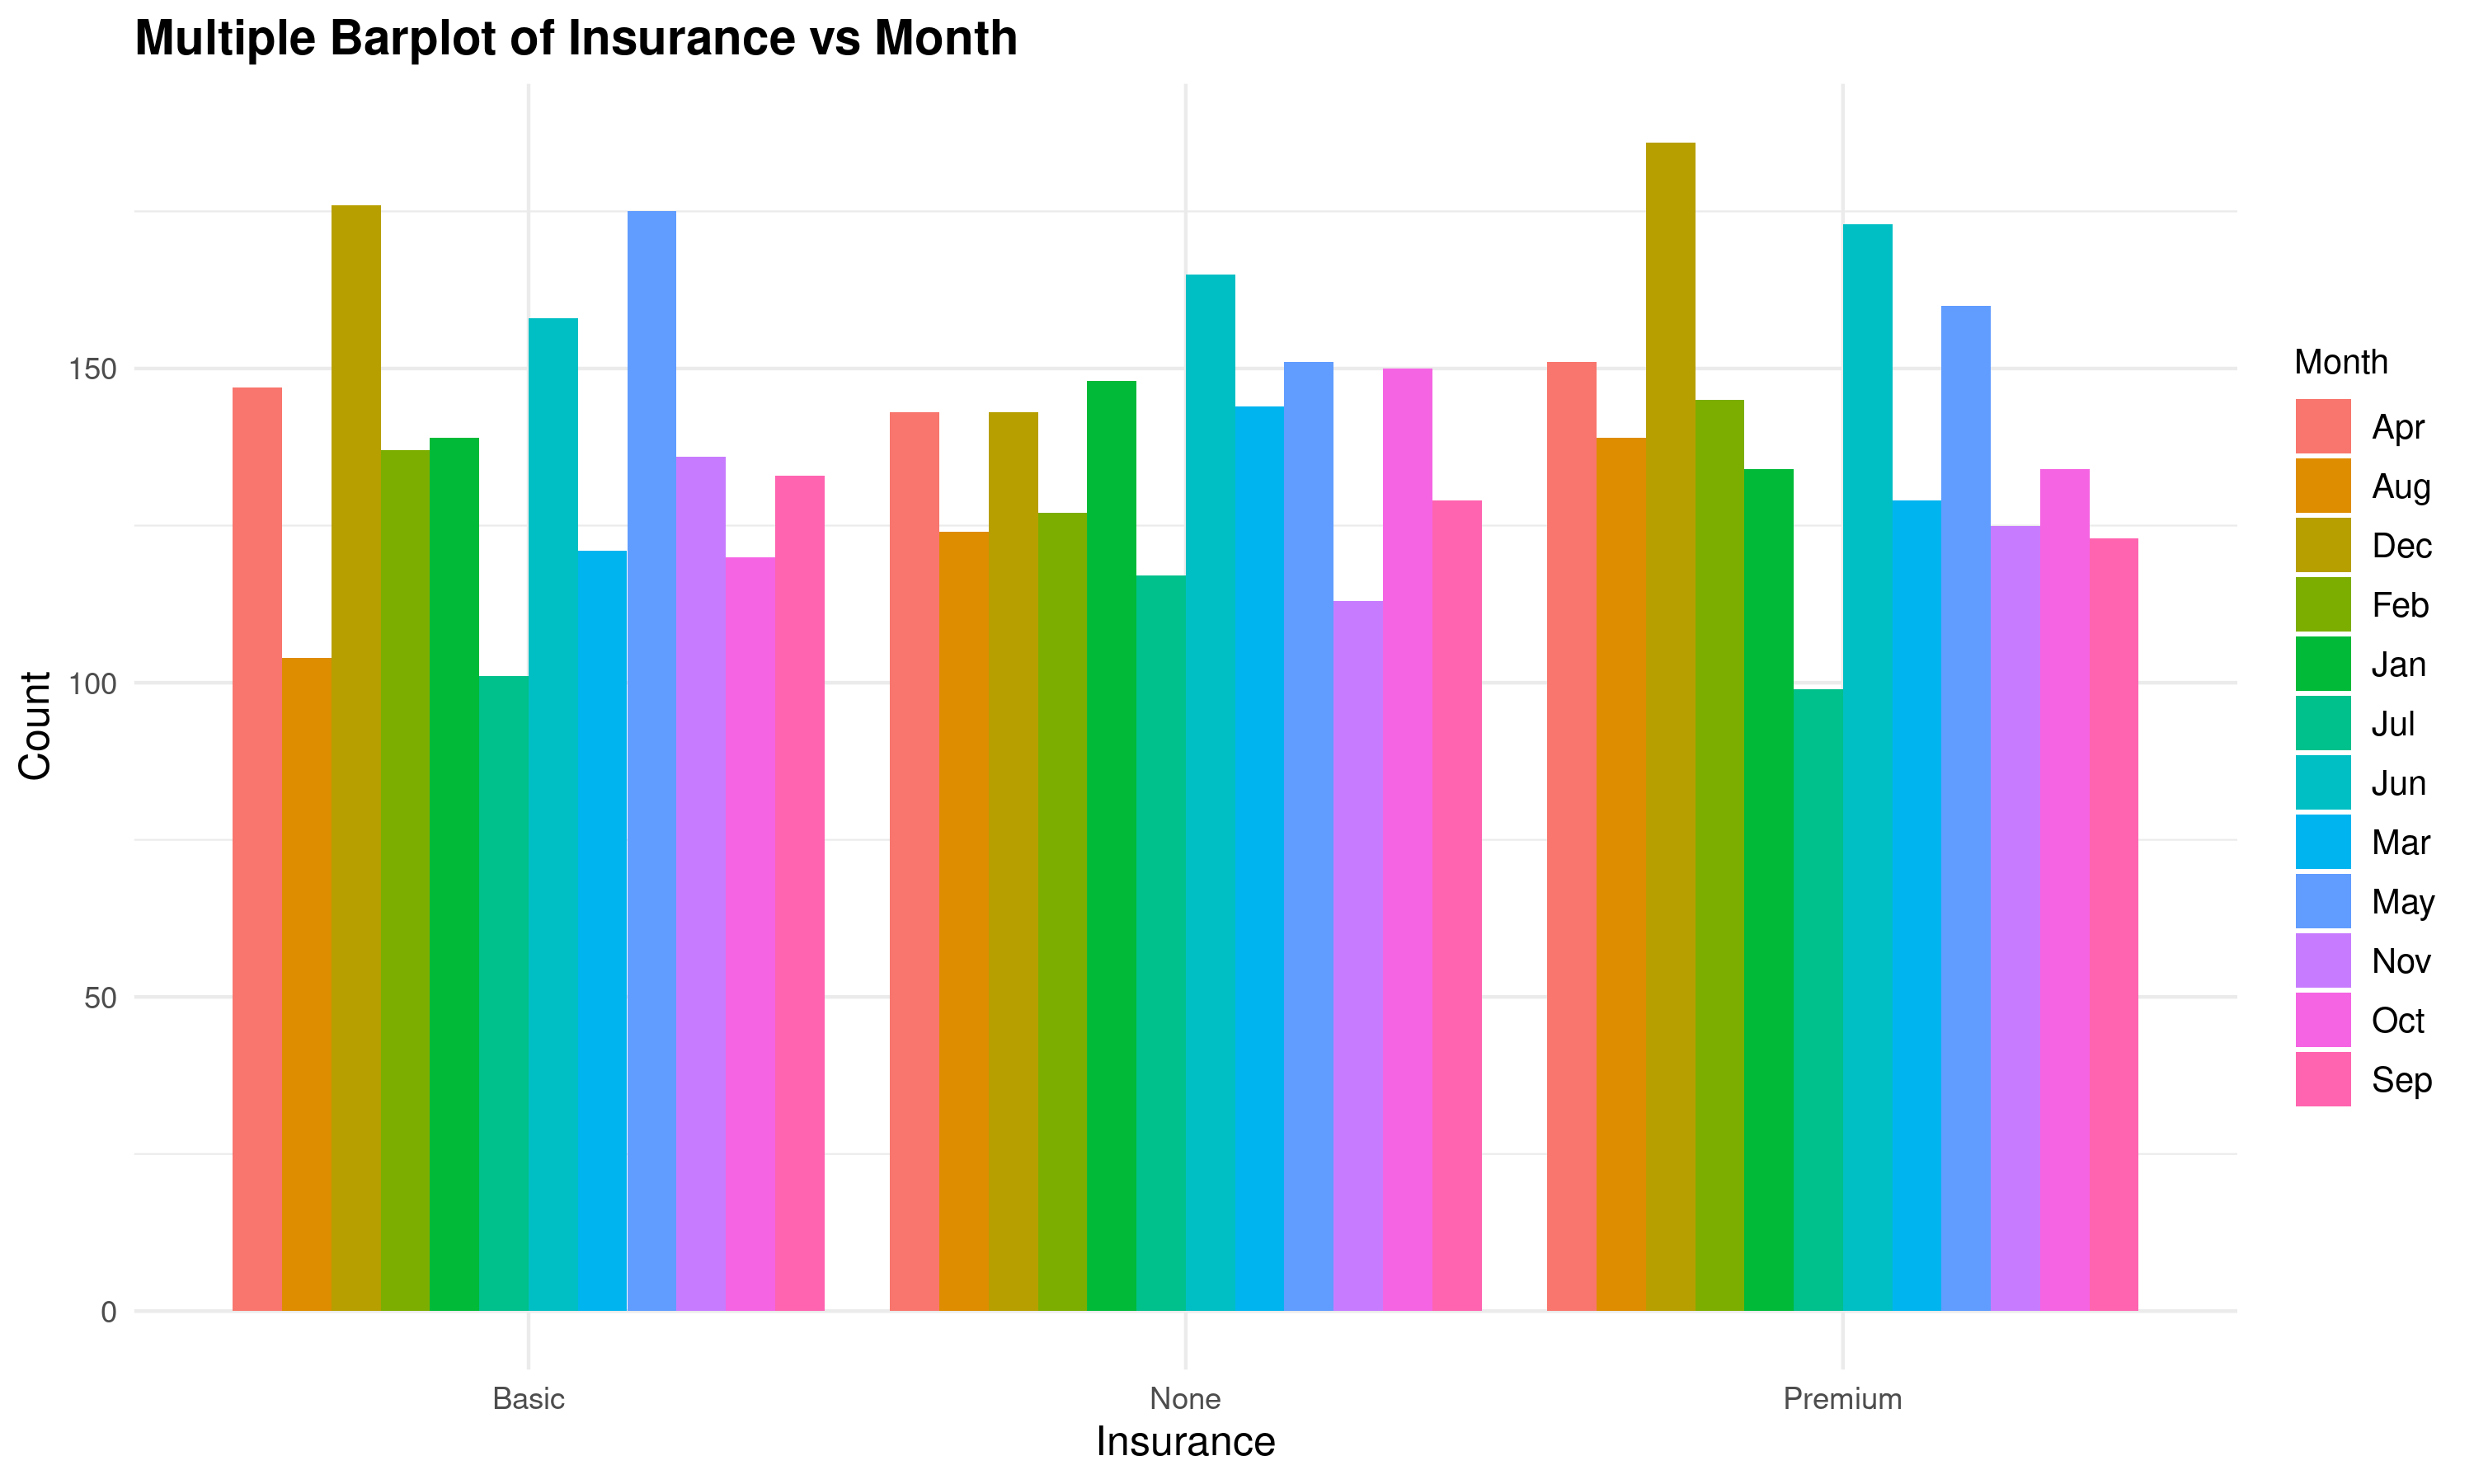 Multiple Barplot of Insurance vs Month
Count
150
100
50
0
Basic
None
Premium
Insurance
Month
Apr
Aug
Dec
Feb
Jan
Jul
Jun
Mar
May
Nov
Oct
Sep